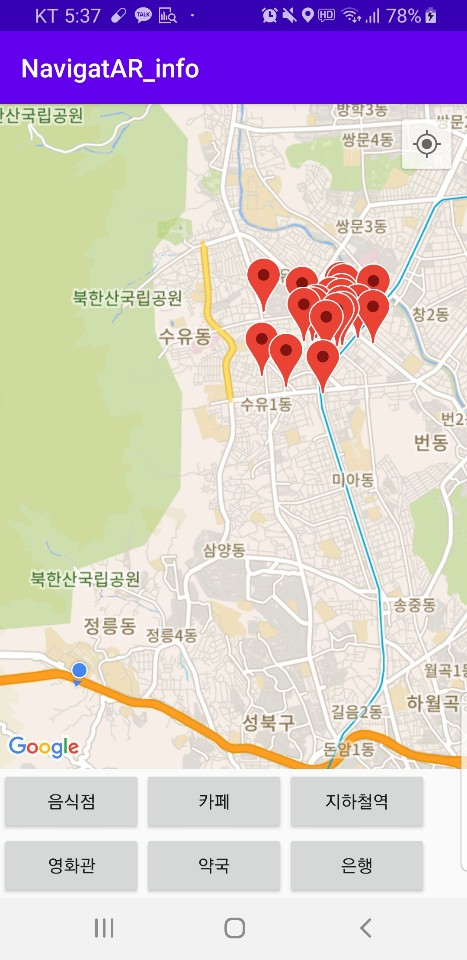 KT 5:37 TALK HD 78%
NavigatAR_info
한산국립공원
방학3동
쌍문4동
쌍문3동
북한산국립공원
창2동
수유동
수유1동
번2
번동
미아동
삼양동
북한산국립공원
송중동
정릉동
정릉4동
월곡1동
하월곡
길음2동
성북구
돈암1동
Google
음식점 카페 지하철역
영화관 약국 은행